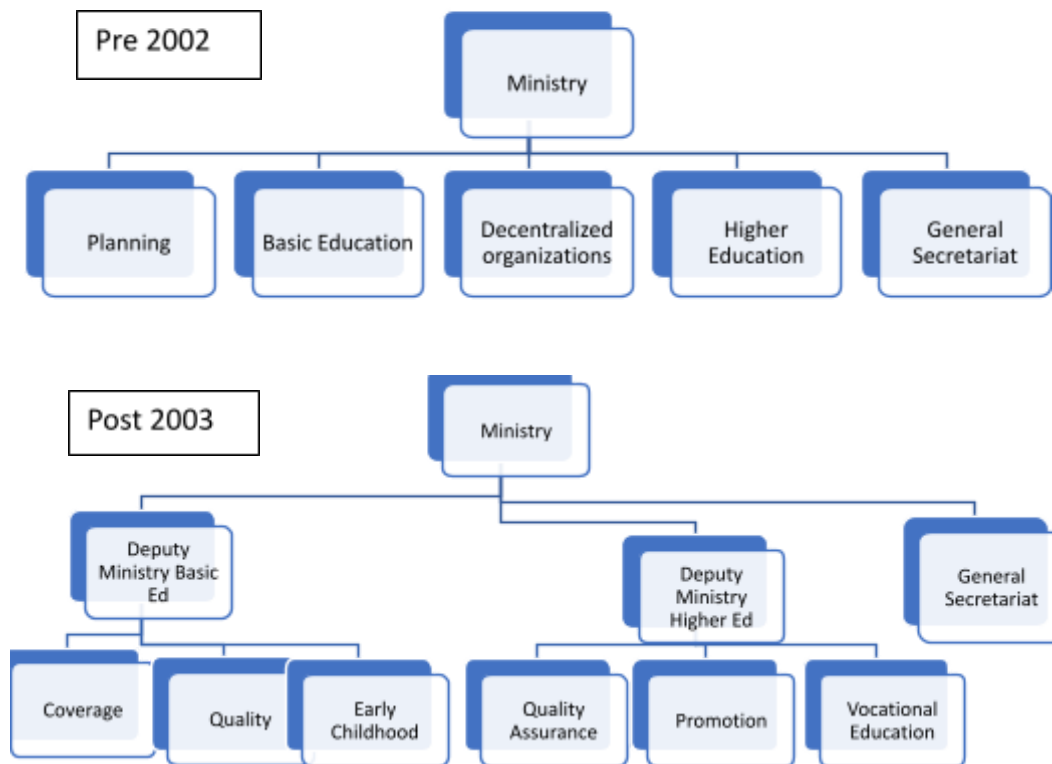 Pre 2002
Ministry
Planning
Basic Education
Decentralized
organizations
Higher
Education
General
Secretariat
Post 2003
Ministry
Deputy
Ministry Basic
Ed
Deputy
Ministry
Higher Ed
General
Secretariat
Coverage
Quality
Early
Childhood
Quality
Assurance
Promotion
Vocational
Education